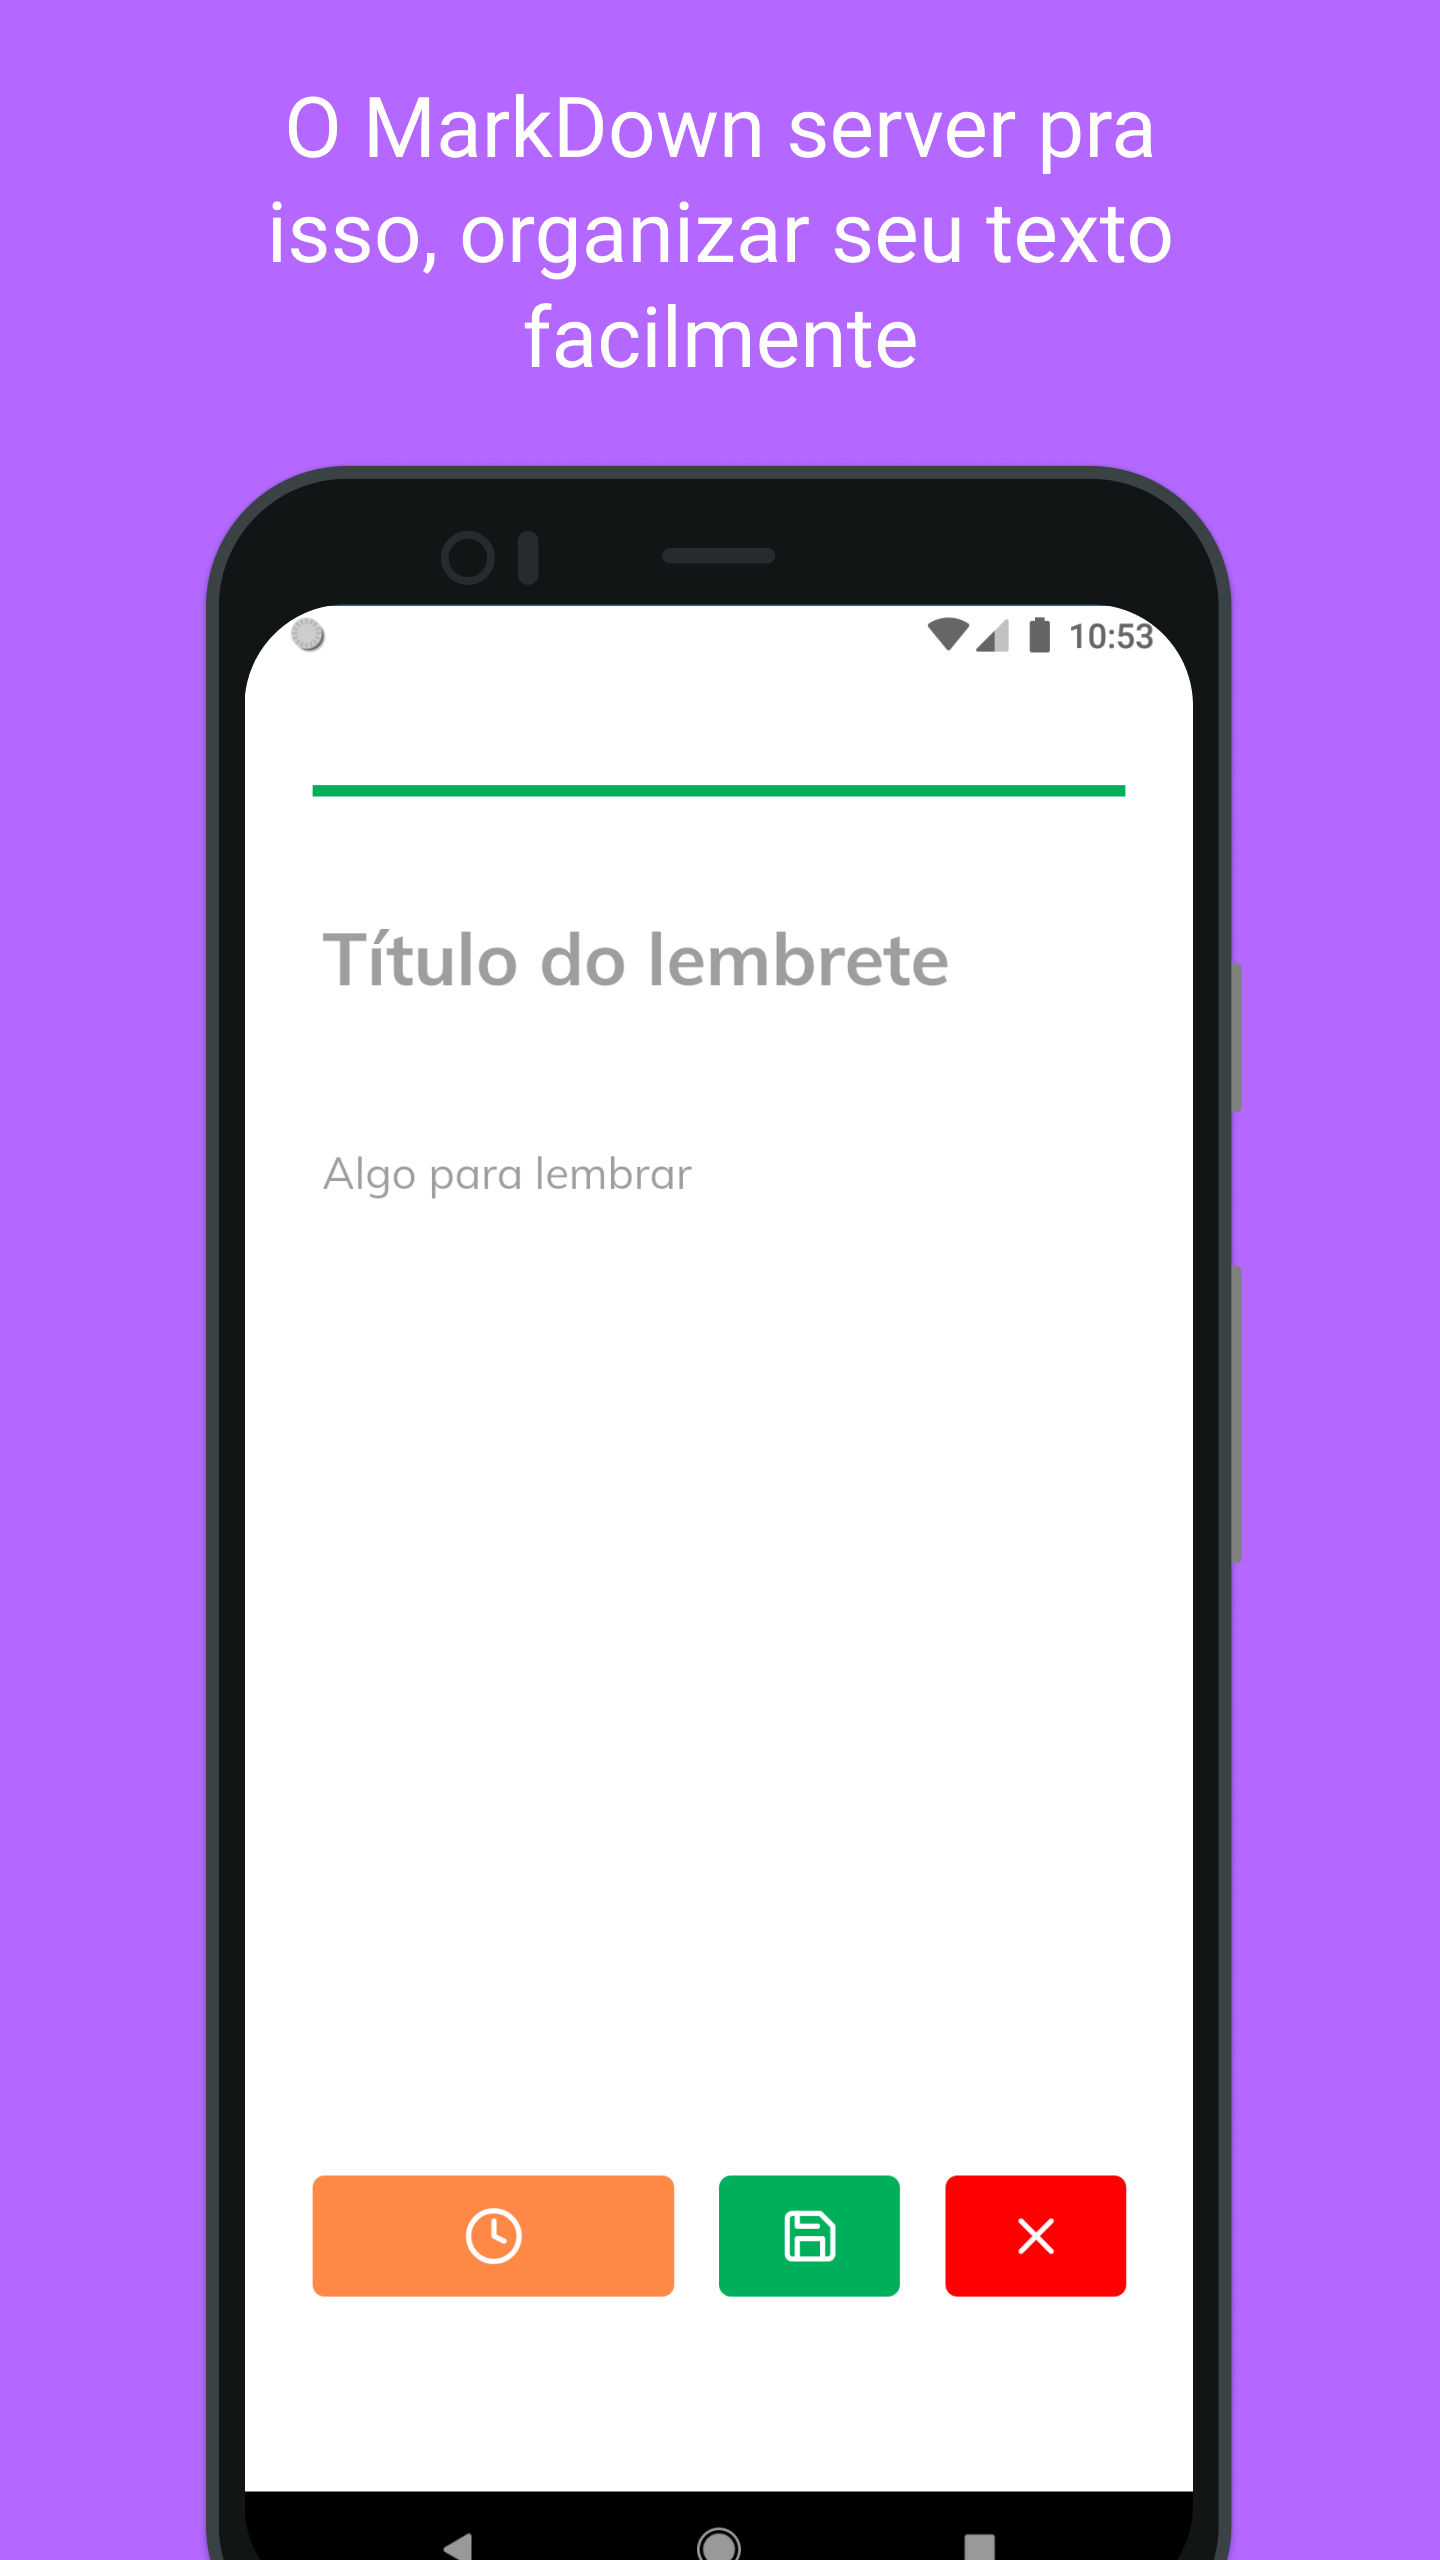 O MarkDown server pra
isso, organizar seu texto
facilmente
10:53
Título do lembrete
Algo para lembrar